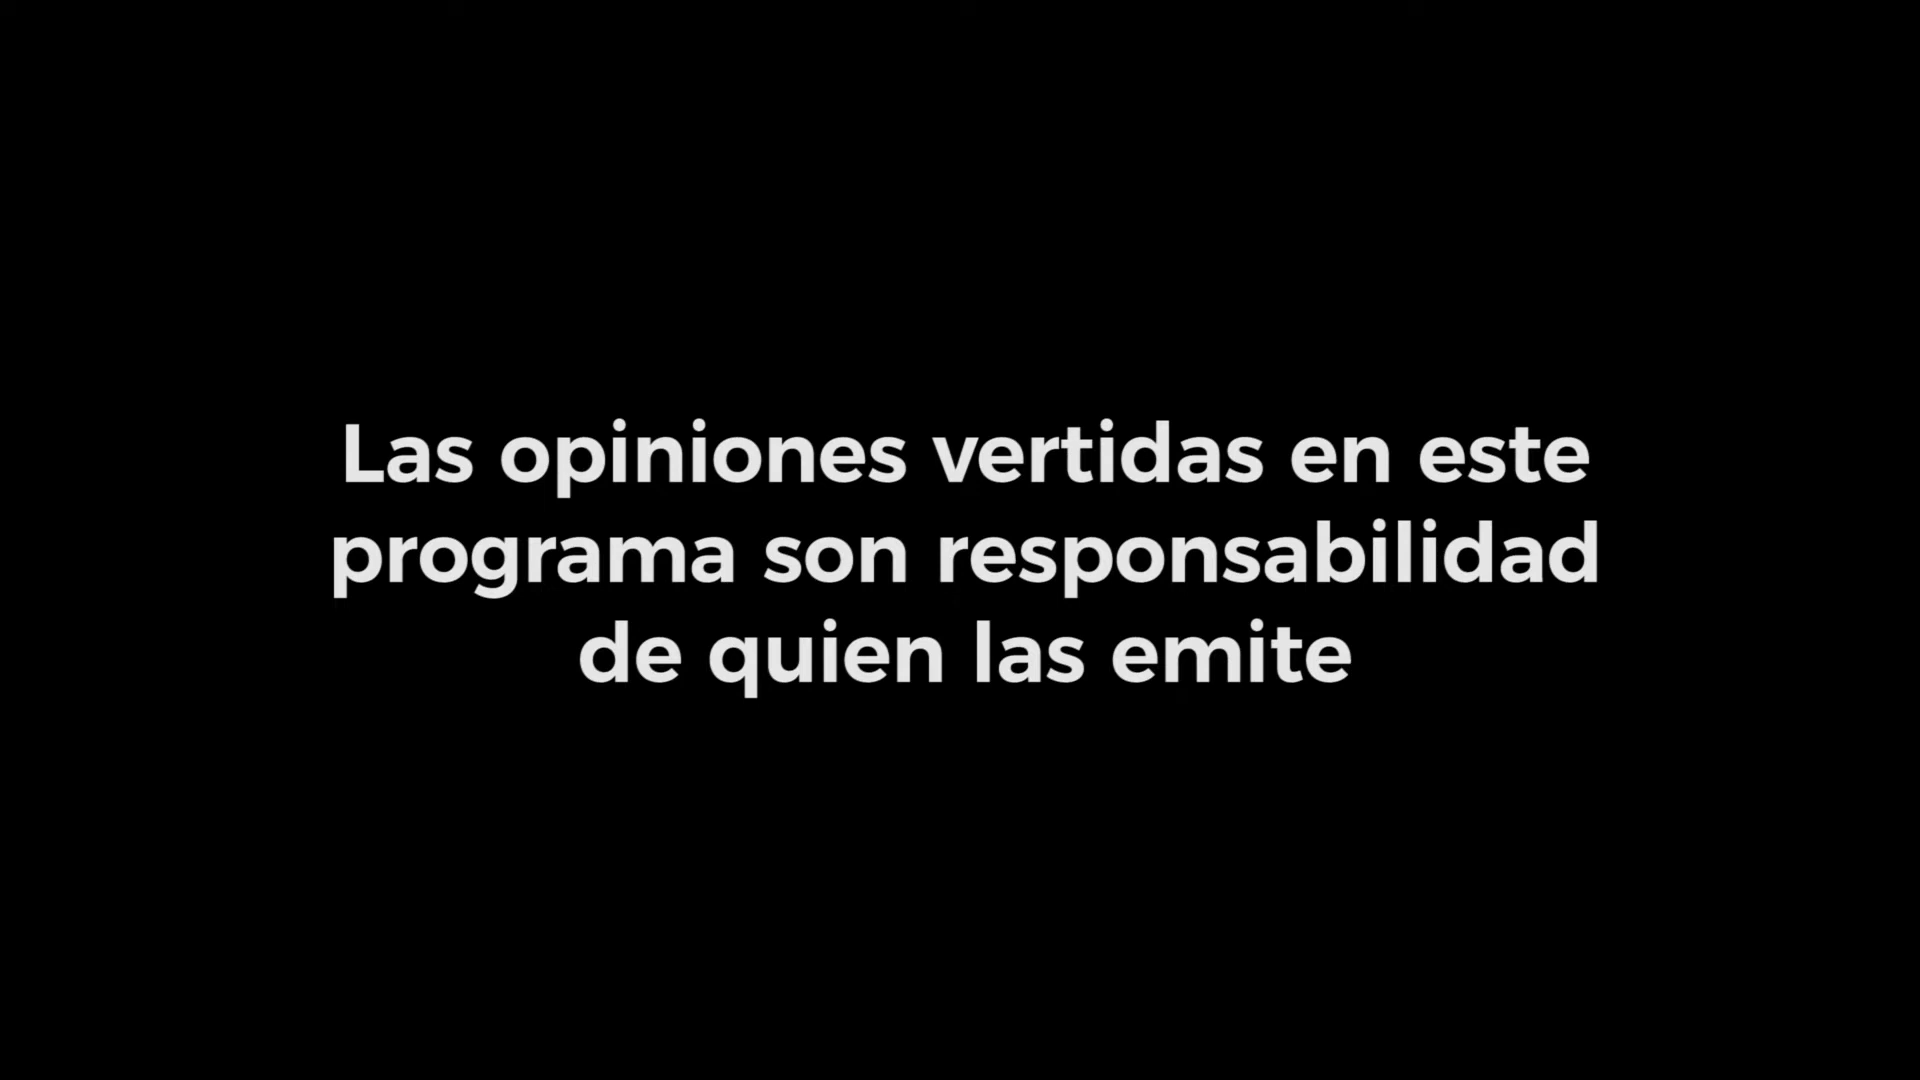 Las opiniones vertidas en este
programa son responsabilidad
de quien las emite